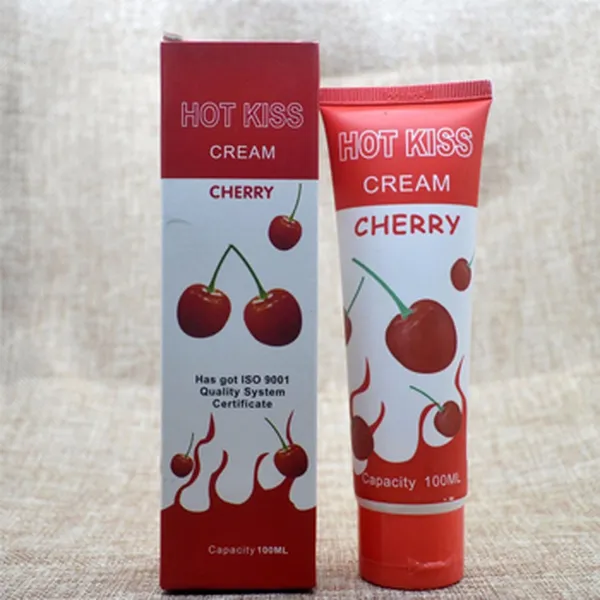 HOT KISS
CREAM
CHERRY
Has got ISO 9001
Quality System
Certificate
Capacity 100ML
HOT KISS
CREAM
CHERRY
Capacity 100ML